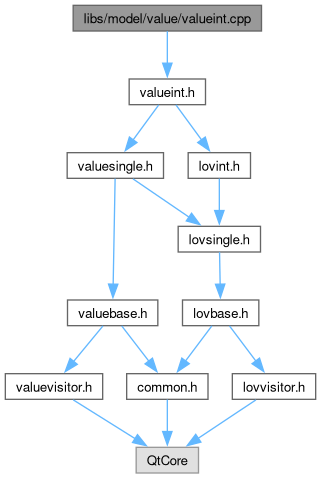 libs/model/value/valueint.cpp
valueint.h
valuesingle.h
lovint.h
lovsingle.h
valuebase.h
lovbase.h
valuevisitor.h
common.h
lovvisitor.h
QtCore